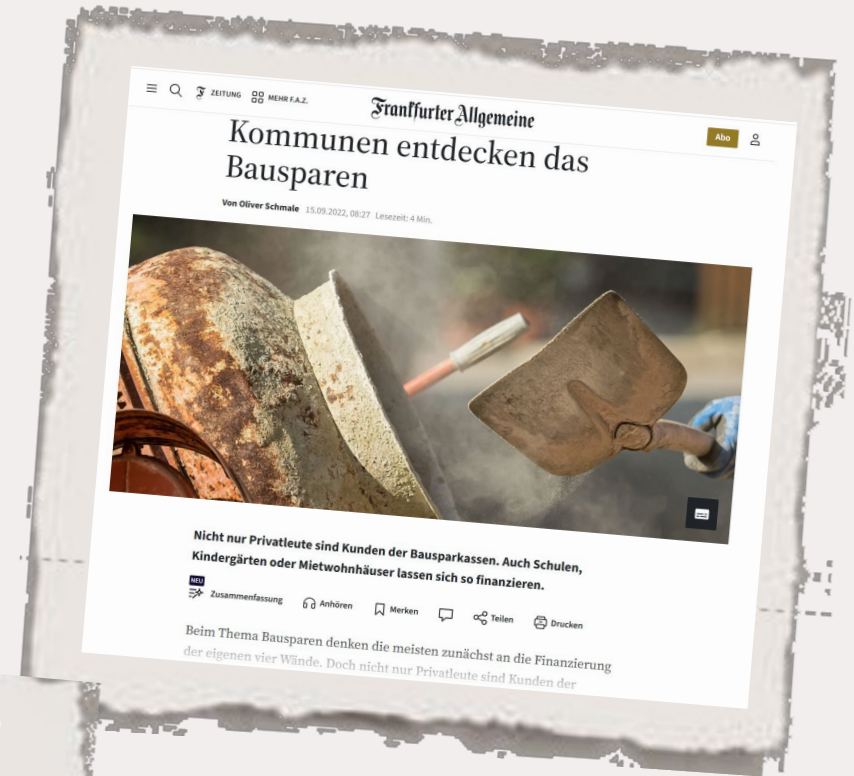 ZEITUNG MEHR F.A.Z. Frankfurter Allgemeine Abo
Kommunen entdecken das
Bausparen
Von Oliver Schmale 15.09.2022, 08:27 Lesezeit: 4 Min.
Nicht nur Privatleute sind Kunden der Bausparkassen. Auch Schulen,
Kindergärten oder Mietwohnhäuser lassen sich so finanzieren.
NEU
Zusammenfassung Anhören Merken Teilen Drucken
Beim Thema Bausparen denken die meisten zunächst an die Finanzierung
der eigenen vier Wände. Doch nicht nur Privatleute sind Kunden der